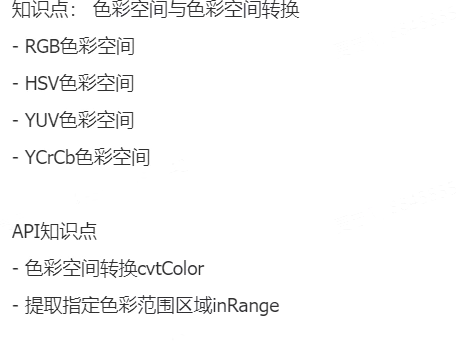 知识点： 色彩空间与色彩空间转换
- RGB色彩空间
- HSV色彩空间
- YUV色彩空间
- YCrCb色彩空间
API知识点
- 色彩空间转换cvtColor
- 提取指定色彩范围区域inRange